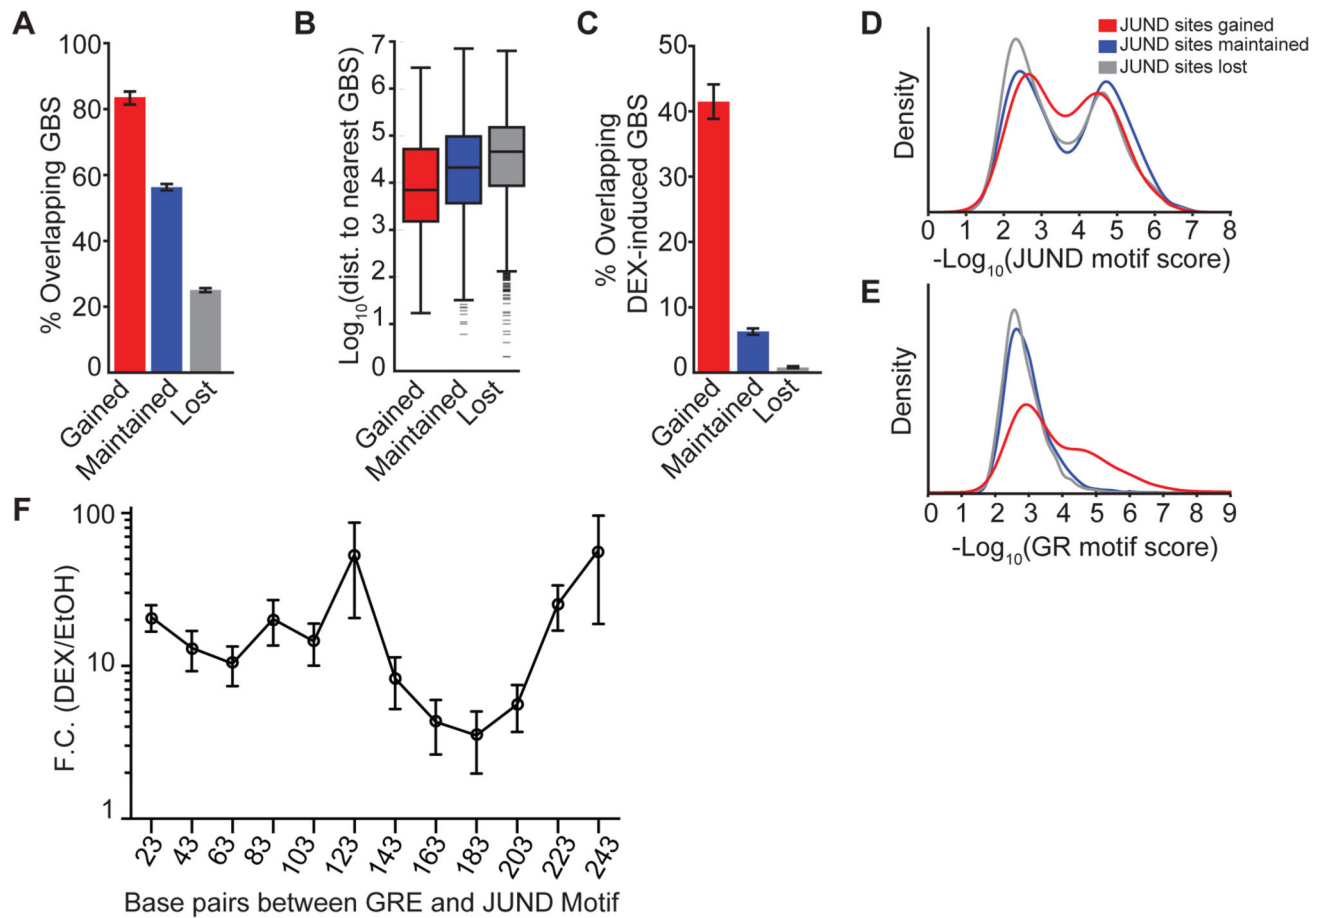 A
% Overlapping GBS
100
80
60
40
20
0
Gained
Maintained
Lost
B
Log10(dist. to nearest GBS)
7
6
5
4
3
2
1
0
Gained
Maintained
Lost
C
% Overlapping
DEX-induced GBS
50
40
30
20
10
0
Gained
Maintained
Lost
D
JUND sites gained
JUND sites maintained
JUND sites lost
Density
0 1 2 3 4 5 6 7 8
-Log10(JUND motif score)
E
Density
0 1 2 3 4 5 6 7 8 9
-Log10(GR motif score)
F
F.C. (DEX/EtOH)
100
10
1
23 43 63 83 103 123 143 163 183 203 223 243
Base pairs between GRE and JUND Motif